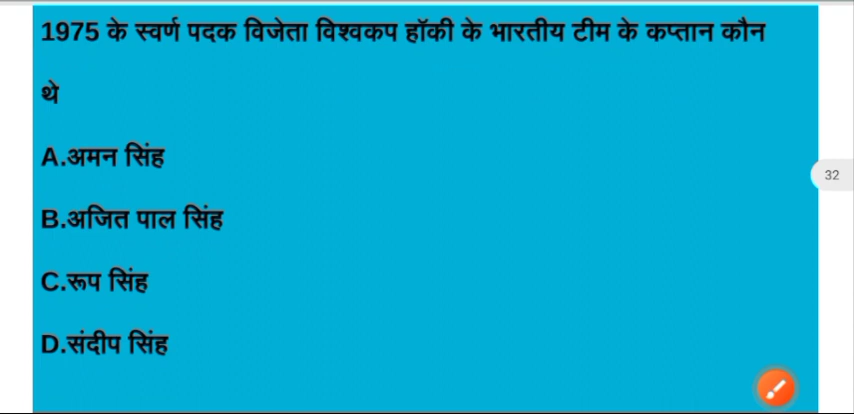 1975 के स्वर्ण पदक विजेता विश्वकप हॉकी के भारतीय टीम के कप्तान कौन
थे
A.अमन सिंह
32
B.अजित पाल सिंह
C.रूप सिंह
D.संदीप सिंह